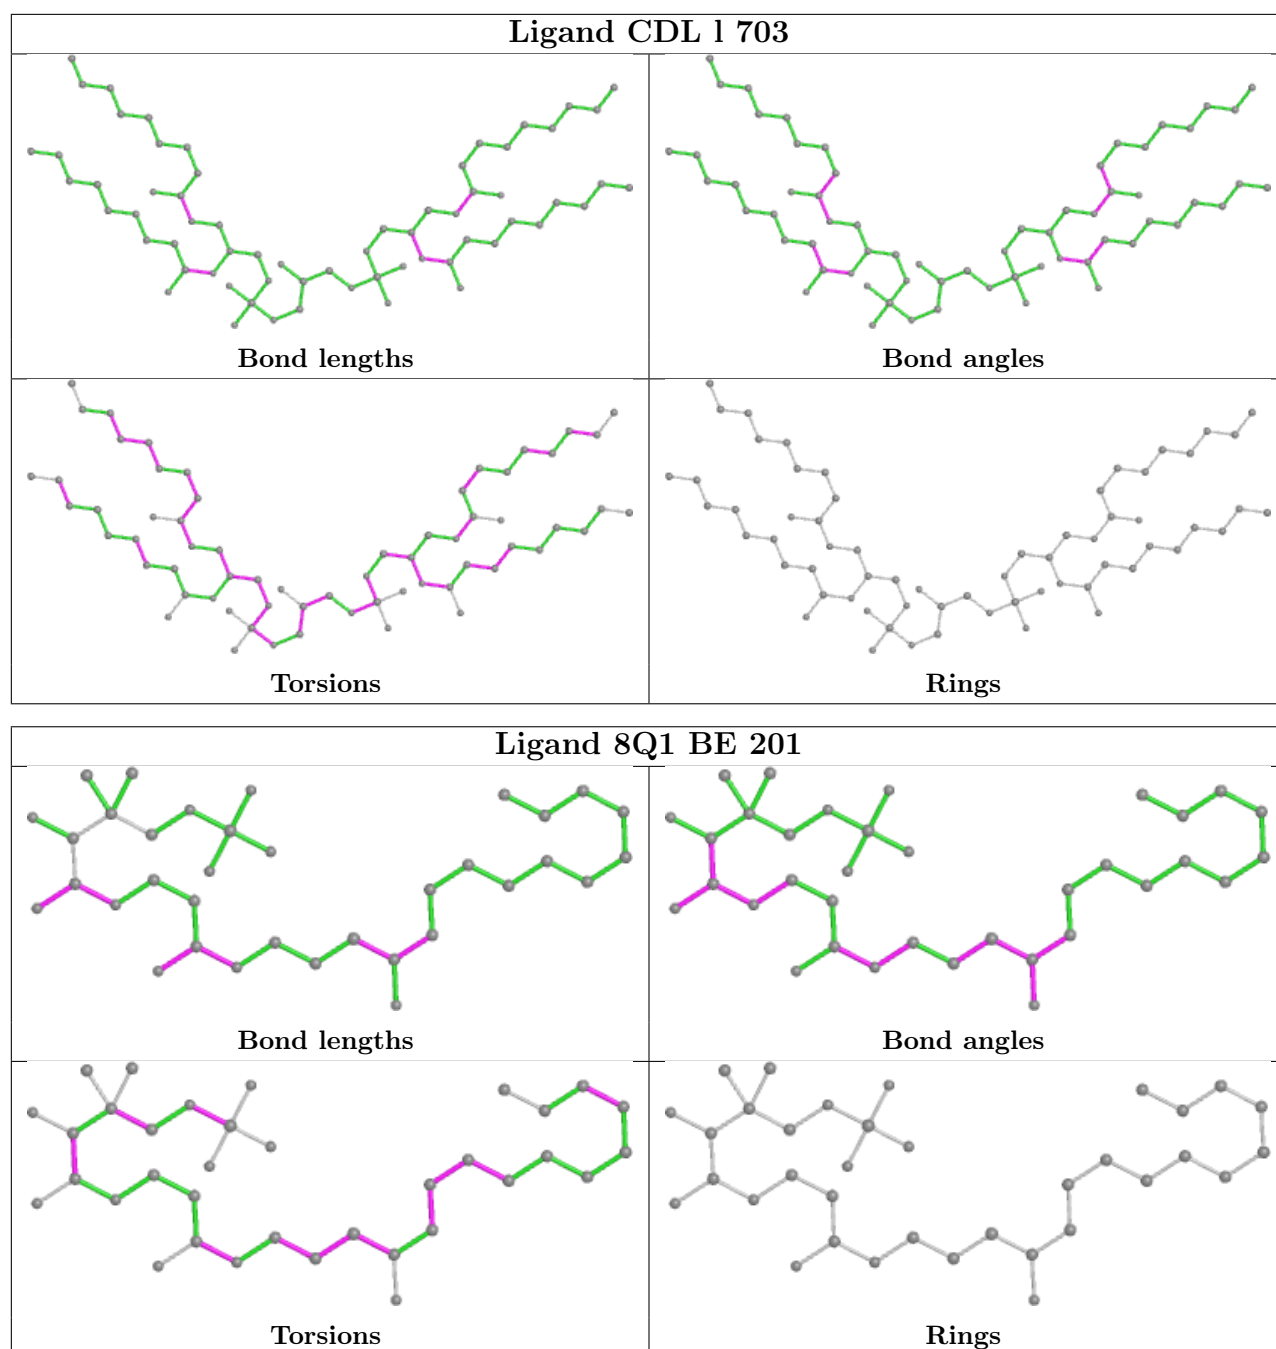 Ligand CDL l 703
Bond lengths
Bond angles
Torsions
Rings
Ligand 8Q1 BE 201
Bond lengths
Bond angles
Torsions
Rings